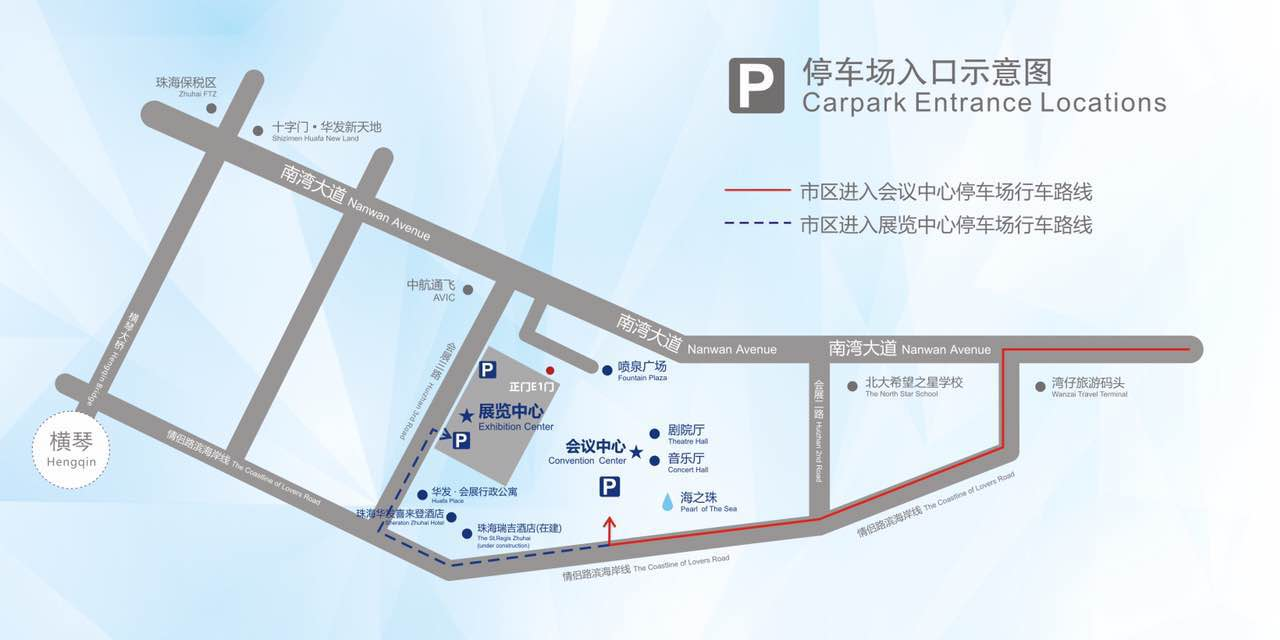 P 停车场入口示意图
Carpark Entrance Locations
市区进入会议中心停车场行车路线
市区进入展览中心停车场行车路线
珠海保税区
Zhuhai FTZ
十字门·华发新天地
Shizimen Huafa New Land
南湾大道 Nanwan Avenue
中航通飞
AVIC
南湾大道 Nanwan Avenue
南湾大道 Nanwan Avenue
横琴大桥 Hengqin Bridge
会展三路 Huizhan 3rd Road
P
正门E1门
喷泉广场
Fountain Plaza
会展二路 Huizhan 2nd Road
北大希望之星学校
The North Star School
湾仔旅游码头
Wanzai Travel Terminal
展览中心
Exhibition Center
P
会议中心
Convention Center
P
剧院厅
Theatre Hall
音乐厅
Concert Hall
海之珠
Pearl of The Sea
横琴
Hengqin
情侣路滨海岸线 The Coastline of Lovers Road
华发·会展行政公寓
Huafa Place
珠海华发喜来登酒店
Sheraton Zhuhai Hotel
珠海瑞吉酒店(在建)
The St.Regis Zhuhai
(under construction)
情侣路滨海岸线 The Coastline of Lovers Road
情侣路滨海岸线 The Coastline of Lovers Road